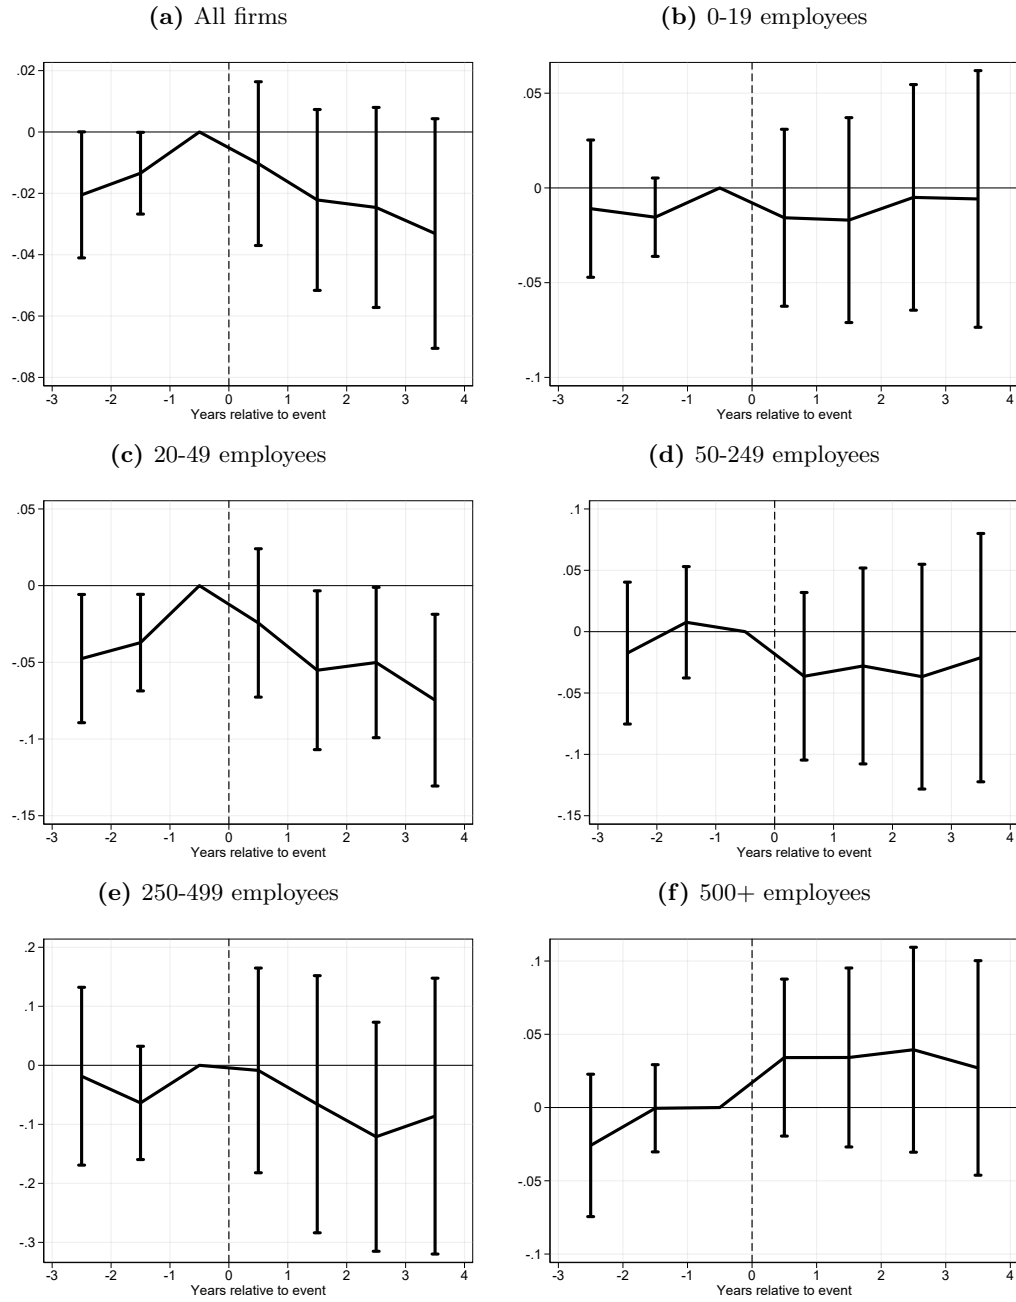 (a) All firms
(b) 0-19 employees
.02
0
-.02
-.04
-.06
-.08
-3 -2 -1 0 1 2 3 4
Years relative to event
.05
0
-.05
-.1
-3 -2 -1 0 1 2 3 4
Years relative to event
(c) 20-49 employees
(d) 50-249 employees
.05
0
-.05
-.1
-.15
-3 -2 -1 0 1 2 3 4
Years relative to event
.1
.05
0
-.05
-.1
-.15
-3 -2 -1 0 1 2 3 4
Years relative to event
(e) 250-499 employees
(f) 500+ employees
.2
.1
0
-.1
-.2
-.3
-3 -2 -1 0 1 2 3 4
Years relative to event
.1
.05
0
-.05
-.1
-3 -2 -1 0 1 2 3 4
Years relative to event